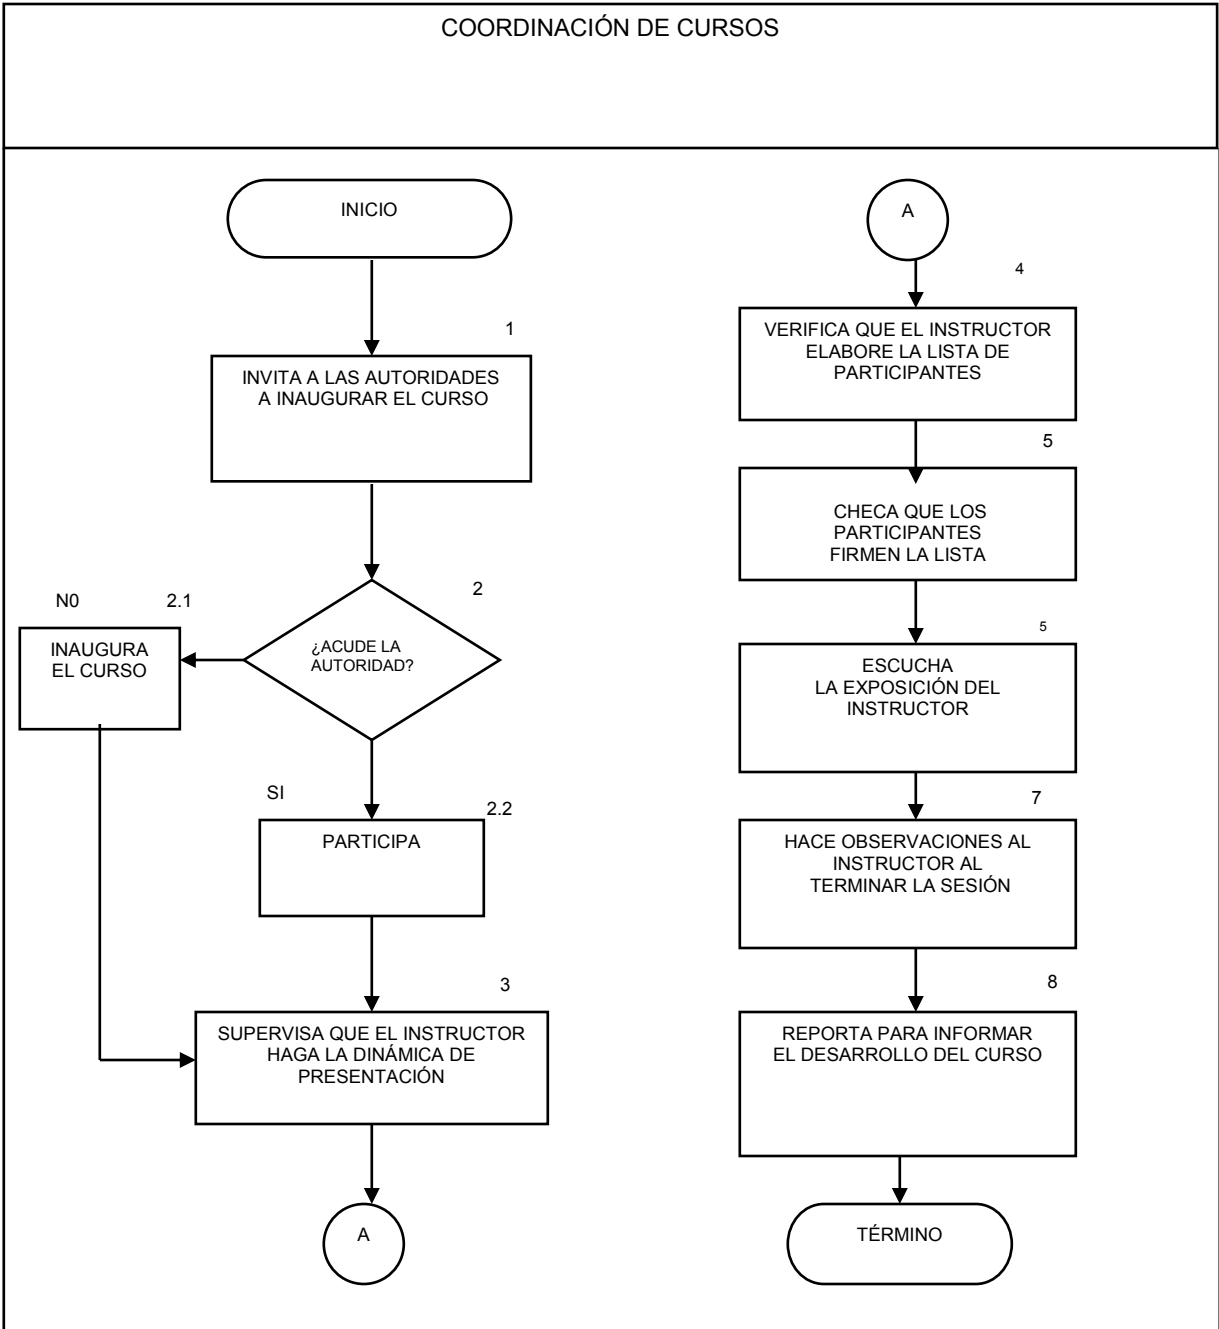 COORDINACIÓN DE CURSOS
INICIO
1
INVITA A LAS AUTORIDADES
A INAUGURAR EL CURSO
2
¿ACUDE LA
AUTORIDAD?
N0
2.1
INAUGURA
EL CURSO
SI
2.2
PARTICIPA
3
SUPERVISA QUE EL INSTRUCTOR
HAGA LA DINÁMICA DE
PRESENTACIÓN
A
A
4
VERIFICA QUE EL INSTRUCTOR
ELABORE LA LISTA DE
PARTICIPANTES
5
CHECA QUE LOS
PARTICIPANTES
FIRMEN LA LISTA
5
ESCUCHA
LA EXPOSICIÓN DEL
INSTRUCTOR
7
HACE OBSERVACIONES AL
INSTRUCTOR AL
TERMINAR LA SESIÓN
8
REPORTA PARA INFORMAR
EL DESARROLLO DEL CURSO
TÉRMINO